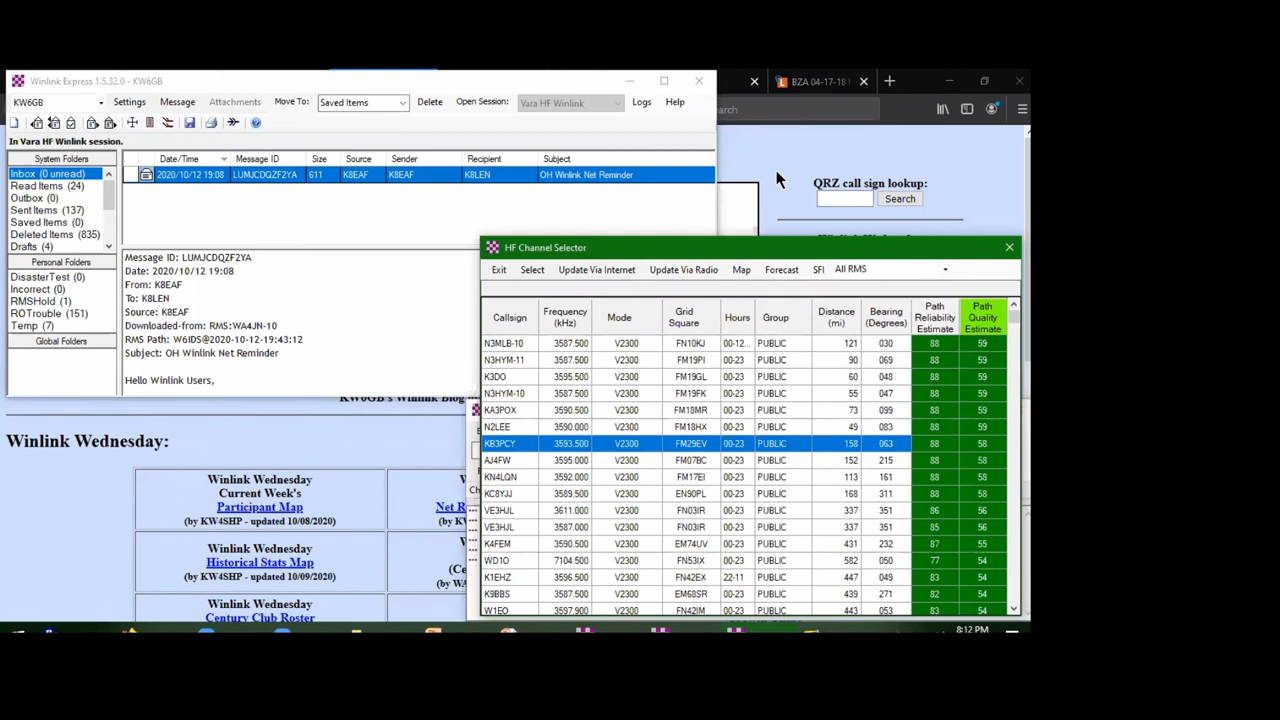 Winlink Express 1.5.32.0 - KW6GB
BZA 04-17-18
KW6GB Settings Message Attachments Move To: Saved Items Delete Open Session: Vara HF Winlink Logs Help
earch
In Vara HF Winlink session.
System Folders
Inbox (0 unread)
Read Items (24)
Outbox (0)
Sent Items (137)
Saved Items (0)
Deleted Items (835)
Drafts (4)
Personal Folders
DisasterTest (0)
Incorrect (0)
RMSHold (1)
ROTrouble (151)
Temp (7)
Global Folders
Date/Time Message ID Size Source Sender Recipient Subject
2020/10/12 19:08 LUMJCDQZF2YA 611 K8EAF K8EAF K8LEN OH Winlink Net Reminder
Message ID: LUMJCDQZF2YA
Date: 2020/10/12 19:08
From: K8EAF
To: K8LEN
Source: K8EAF
Downloaded-from: RMS:WA4JN-10
RMS Path: W6IDS@2020-10-12-19:43:12
Subject: OH Winlink Net Reminder
Hello Winlink Users,
QRZ call sign lookup:
Search
HF Channel Selector
Exit Select Update Via Internet Update Via Radio Map Forecast SFI All RMS
Callsign Frequency (kHz) Mode Grid Square Hours Group Distance (mi) Bearing (Degrees) Path Reliability Estimate Path Quality Estimate
N3MLB-10 3587.500 V2300 FN10KJ 00-12... PUBLIC 121 030 88 59
N3HYM-11 3589.500 V2300 FM19PI 00-23 PUBLIC 90 069 88 59
K3DO 3595.500 V2300 FM19GL 00-23 PUBLIC 60 048 88 59
N3HYM-10 3587.500 V2300 FM19FK 00-23 PUBLIC 55 047 88 59
KA3POX 3590.500 V2300 FM18MR 00-23 PUBLIC 73 099 88 59
N2LEE 3590.500 V2300 FM18HX 00-23 PUBLIC 49 083 88 59
KB3PCY 3593.500 V2300 FM29EV 00-23 PUBLIC 158 063 88 58
AJ4FW 3595.000 V2300 FM07BC 00-23 PUBLIC 152 215 88 58
KN4LQN 3592.000 V2300 FM17EI 00-23 PUBLIC 113 161 88 58
KC8YJJ 3589.500 V2300 EN90PL 00-23 PUBLIC 168 311 88 58
VE3HJL 3611.000 V2300 FN03IR 00-23 PUBLIC 337 351 86 56
VE3HJL 3587.000 V2300 FN03IR 00-23 PUBLIC 337 351 85 56
K4FEM 3595.000 V2300 EM74UV 00-23 PUBLIC 431 232 87 55
WD1O 7104.500 V2300 FN53IX 00-23 PUBLIC 582 050 77 54
K1EHZ 3596.500 V2300 FN42EX 22-11 PUBLIC 447 049 83 54
K9BBS 3597.500 V2300 EM68SR 00-23 PUBLIC 439 271 82 54
W1EO 3597.900 V2300 FN42IM 00-23 PUBLIC 443 053 83 54
KW6GB's Winlink Blog
Winlink Wednesday:
Winlink Wednesday
Current Week's
Participant Map
(by KW4SHP - updated 10/08/2020)
Net R
Winlink Wednesday
Historical Stats Map
(by KW4SHP - updated 10/09/2020)
(Ce
(by WA
Winlink Wednesday
Century Club Roster
8:12 PM